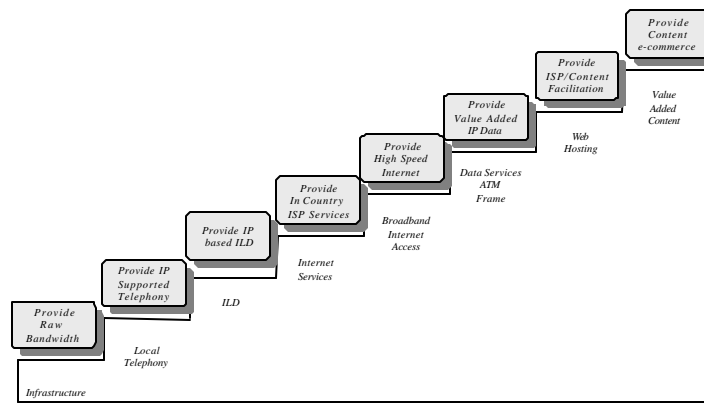 Provide
Content
e-commerce
Provide
ISP/Content
Facilitation
Value
Added
Content
Provide
Value Added
IP Data
Web
Hosting
Provide
High Speed
Internet
Data Services
ATM
Frame
Provide
In Country
ISP Services
Broadband
Internet
Access
Provide IP
based ILD
Internet
Services
Provide IP
Supported
Telephony
ILD
Provide
Raw
Bandwidth
Local
Telephony
Infrastructure